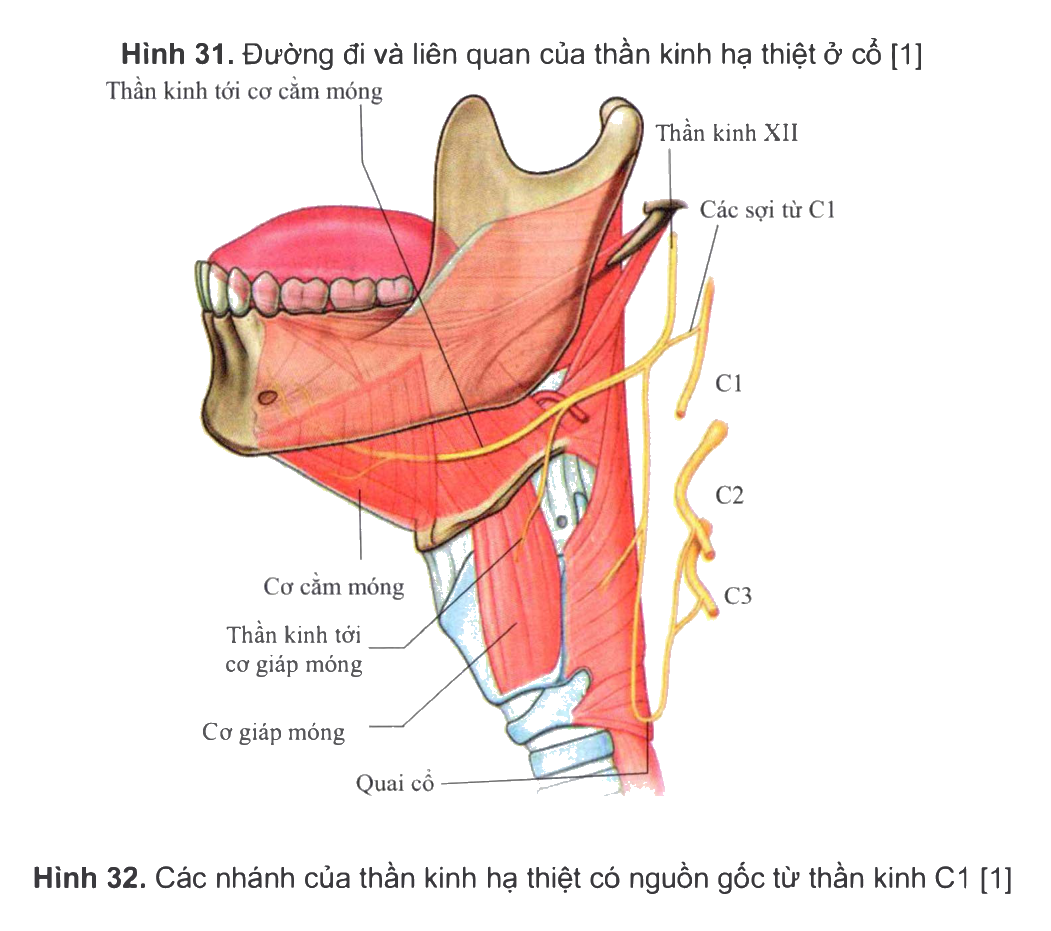 Hình 31. Đường đi và liên quan của thần kinh hạ thiệt ở cổ [1]
Thần kinh tới cơ cằm móng
Thần kinh XII
Các sợi từ C1
C1
C2
Cơ cằm móng
C3
Thần kinh tới
cơ giáp móng
Cơ giáp móng
Quai cổ
Hình 32. Các nhánh của thần kinh hạ thiệt có nguồn gốc từ thần kinh C1 [1]